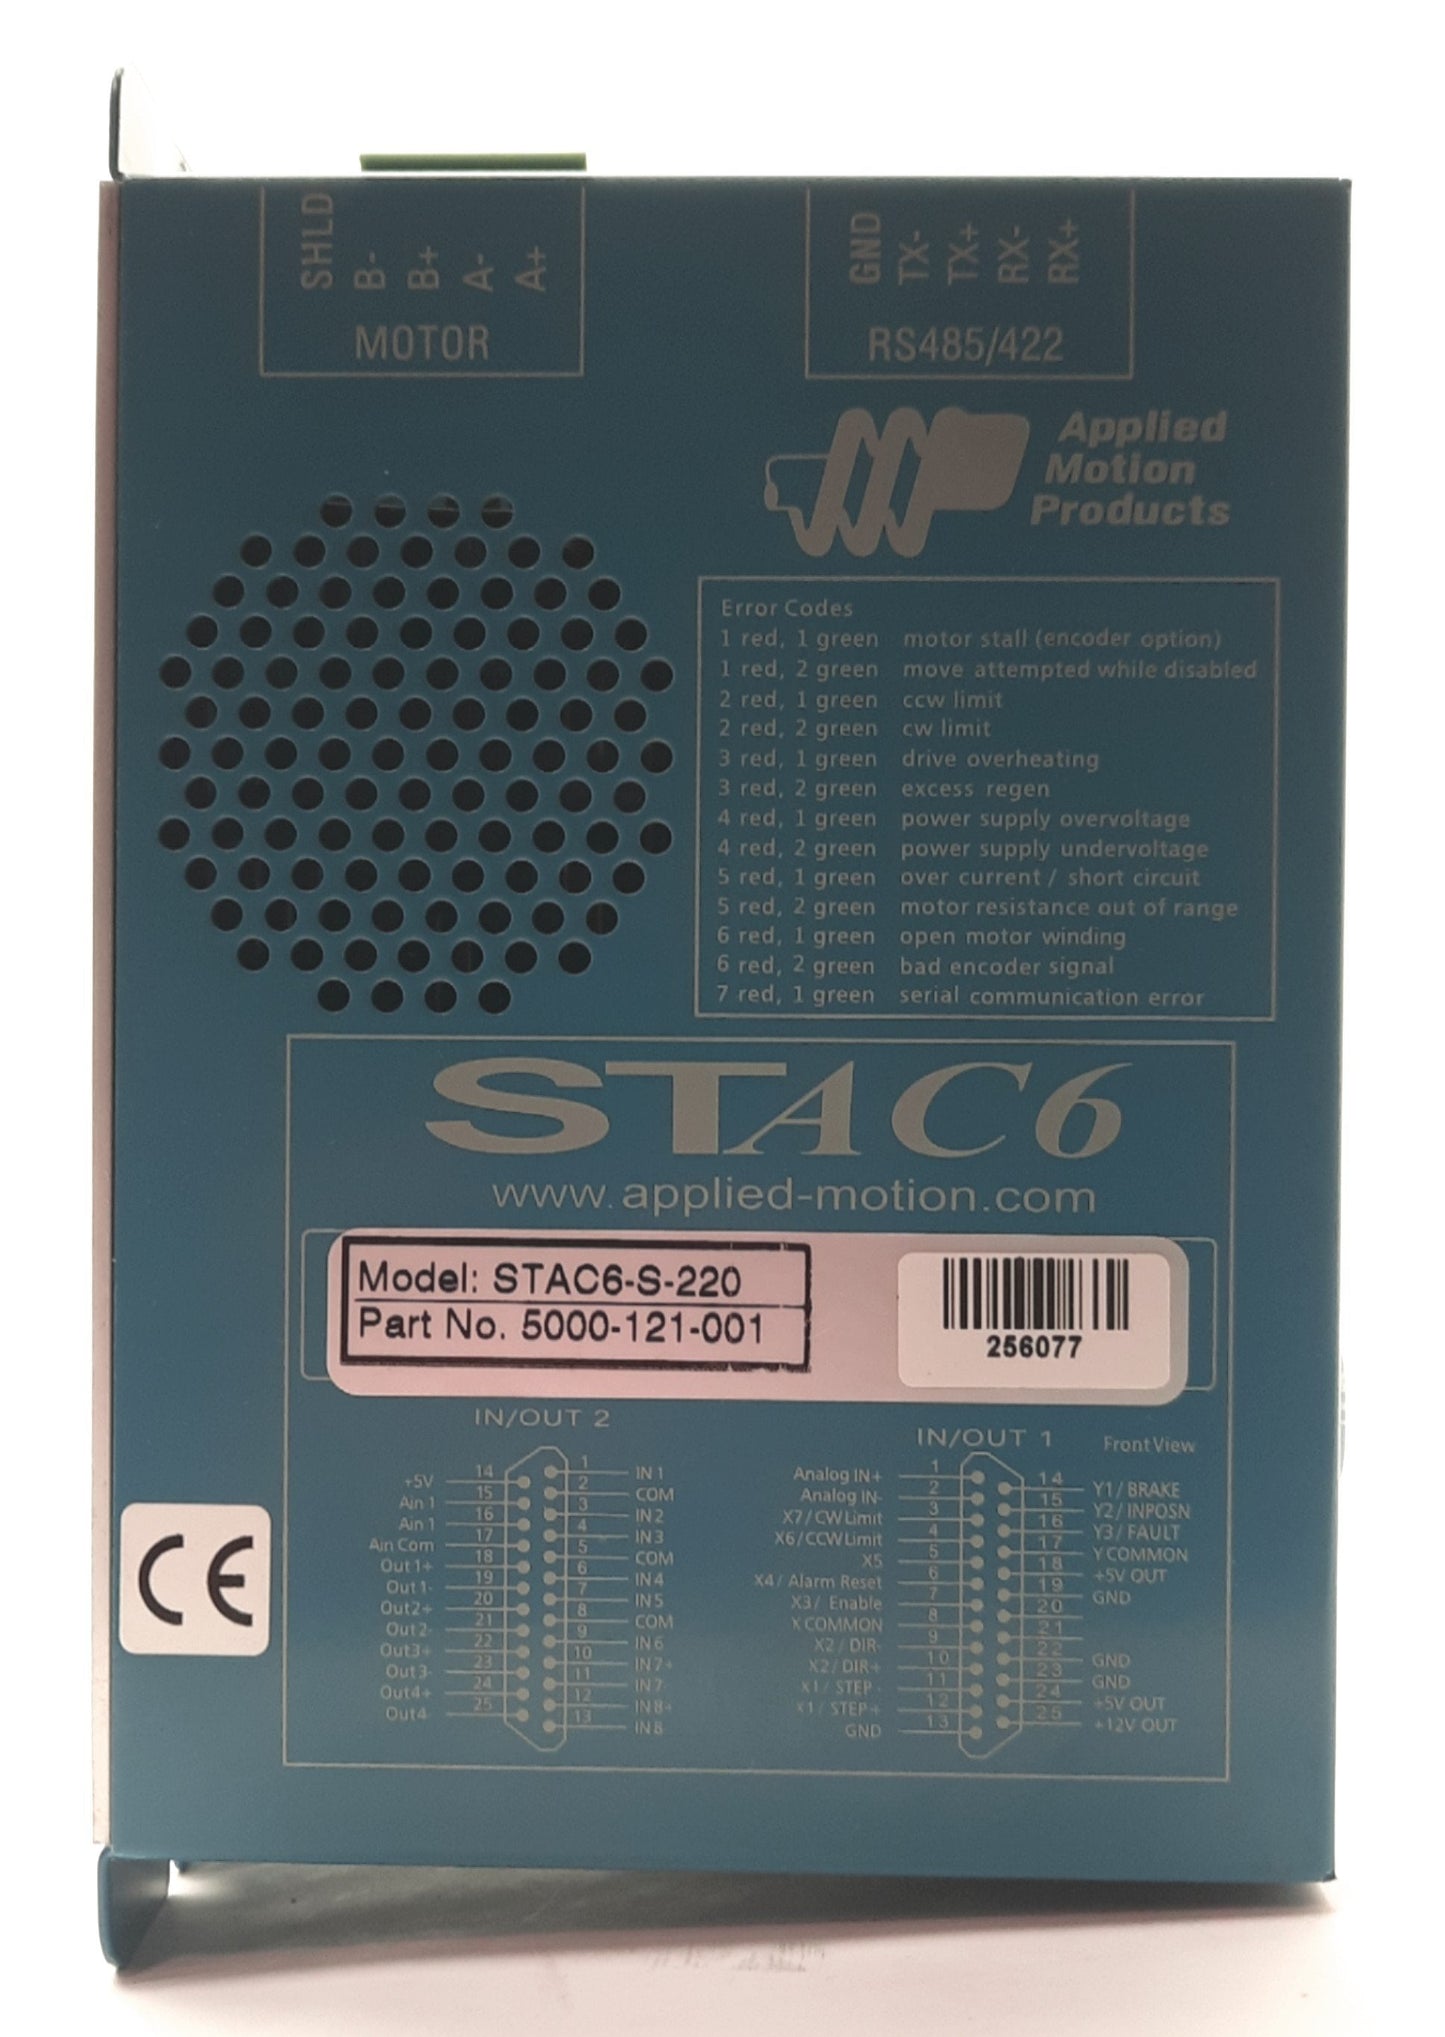 SHLD
B-
B+
A-
A+
MOTOR
GND
TX-
TX+
RX-
RX+
RS485/422
Applied
Motion
Products
Error Codes
1 red, 1 green motor stall (encoder option)
1 red, 2 green move attempted while disabled
2 red, 1 green ccw limit
2 red, 2 green cw limit
3 red, 1 green drive overheating
3 red, 2 green excess regen
4 red, 1 green power supply overvoltage
4 red, 2 green power supply undervoltage
5 red, 1 green over current / short circuit
5 red, 2 green motor resistance out of range
6 red, 1 green open motor winding
6 red, 2 green bad encoder signal
7 red, 1 green serial communication error
STAC6
www.applied-motion.com
Model: STAC6-S-220
Part No. 5000-121-001
256077
IN/OUT 2
+5V 14
Ain 1 15
Ain 1 16
Ain Com 17
Out1+ 18
Out1- 19
Out2+ 20
Out2- 21
Out3+ 22
Out3- 23
Out4+ 24
Out4- 25
1 IN1
2 COM
3 IN2
4 IN3
5 COM
6 IN4
7 IN5
8 COM
9 IN6
10 IN7+
11 IN7-
12 IN8+
13 IN8-
IN/OUT 1
Front View
Analog IN+ 1
Analog IN- 2
X7/CW Limit 3
X6/CCW Limit 4
X5 5
X4/ Alarm Reset 6
X3/ Enable 7
X COMMON 8
X2 / DIR- 9
X2 / DIR+ 10
X1/ STEP - 11
X1/ STEP+ 12
GND 13
14 Y1/ BRAKE
15 Y2/ INPOSN
16 Y3/ FAULT
17 Y COMMON
18 +5V OUT
19 GND
20
21
22 GND
23 GND
24 +5V OUT
25 +12V OUT
CE